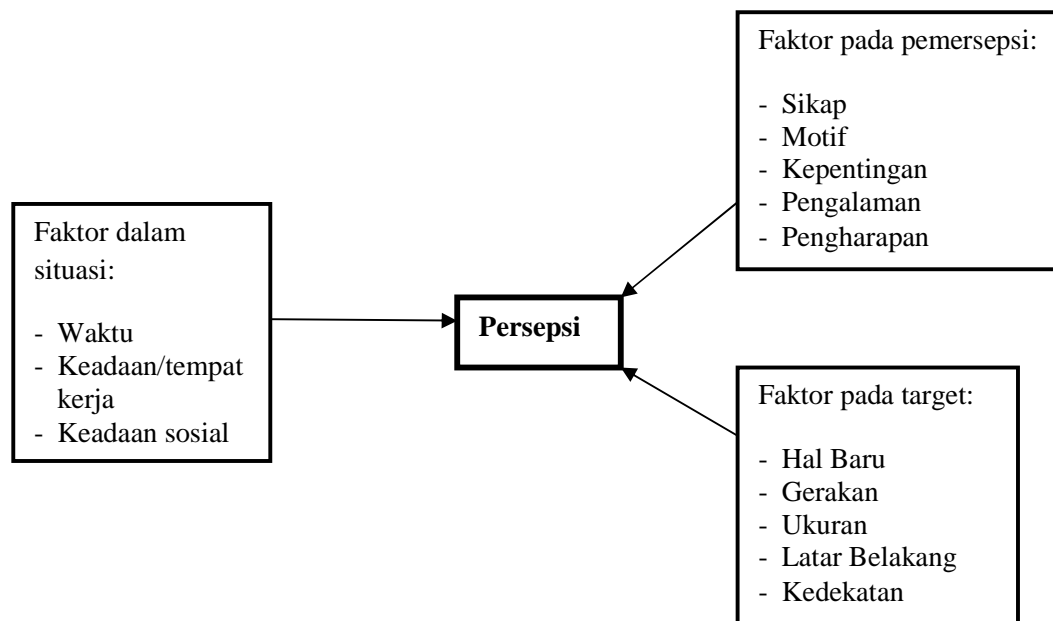 Faktor pada pemersepsi:
- Sikap
- Motif
- Kepentingan
- Pengalaman
- Pengharapan
Faktor dalam
situasi:
- Waktu
- Keadaan/tempat
kerja
- Keadaan sosial
Persepsi
Faktor pada target:
- Hal Baru
- Gerakan
- Ukuran
- Latar Belakang
- Kedekatan